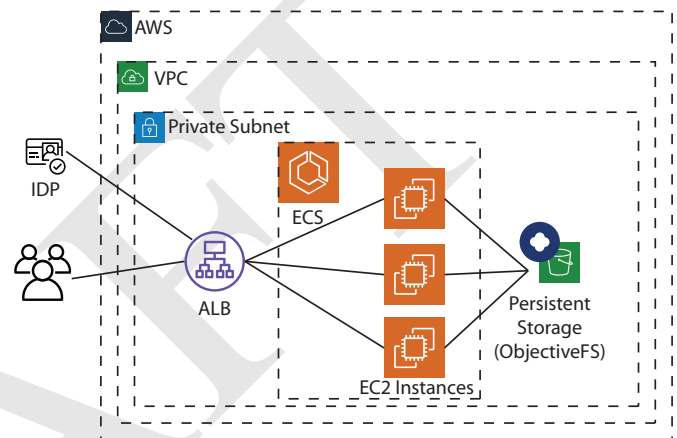 AWS
VPC
Private Subnet
IDP
ECS
ALB
Persistent
Storage
(ObjectiveFS)
EC2 Instances